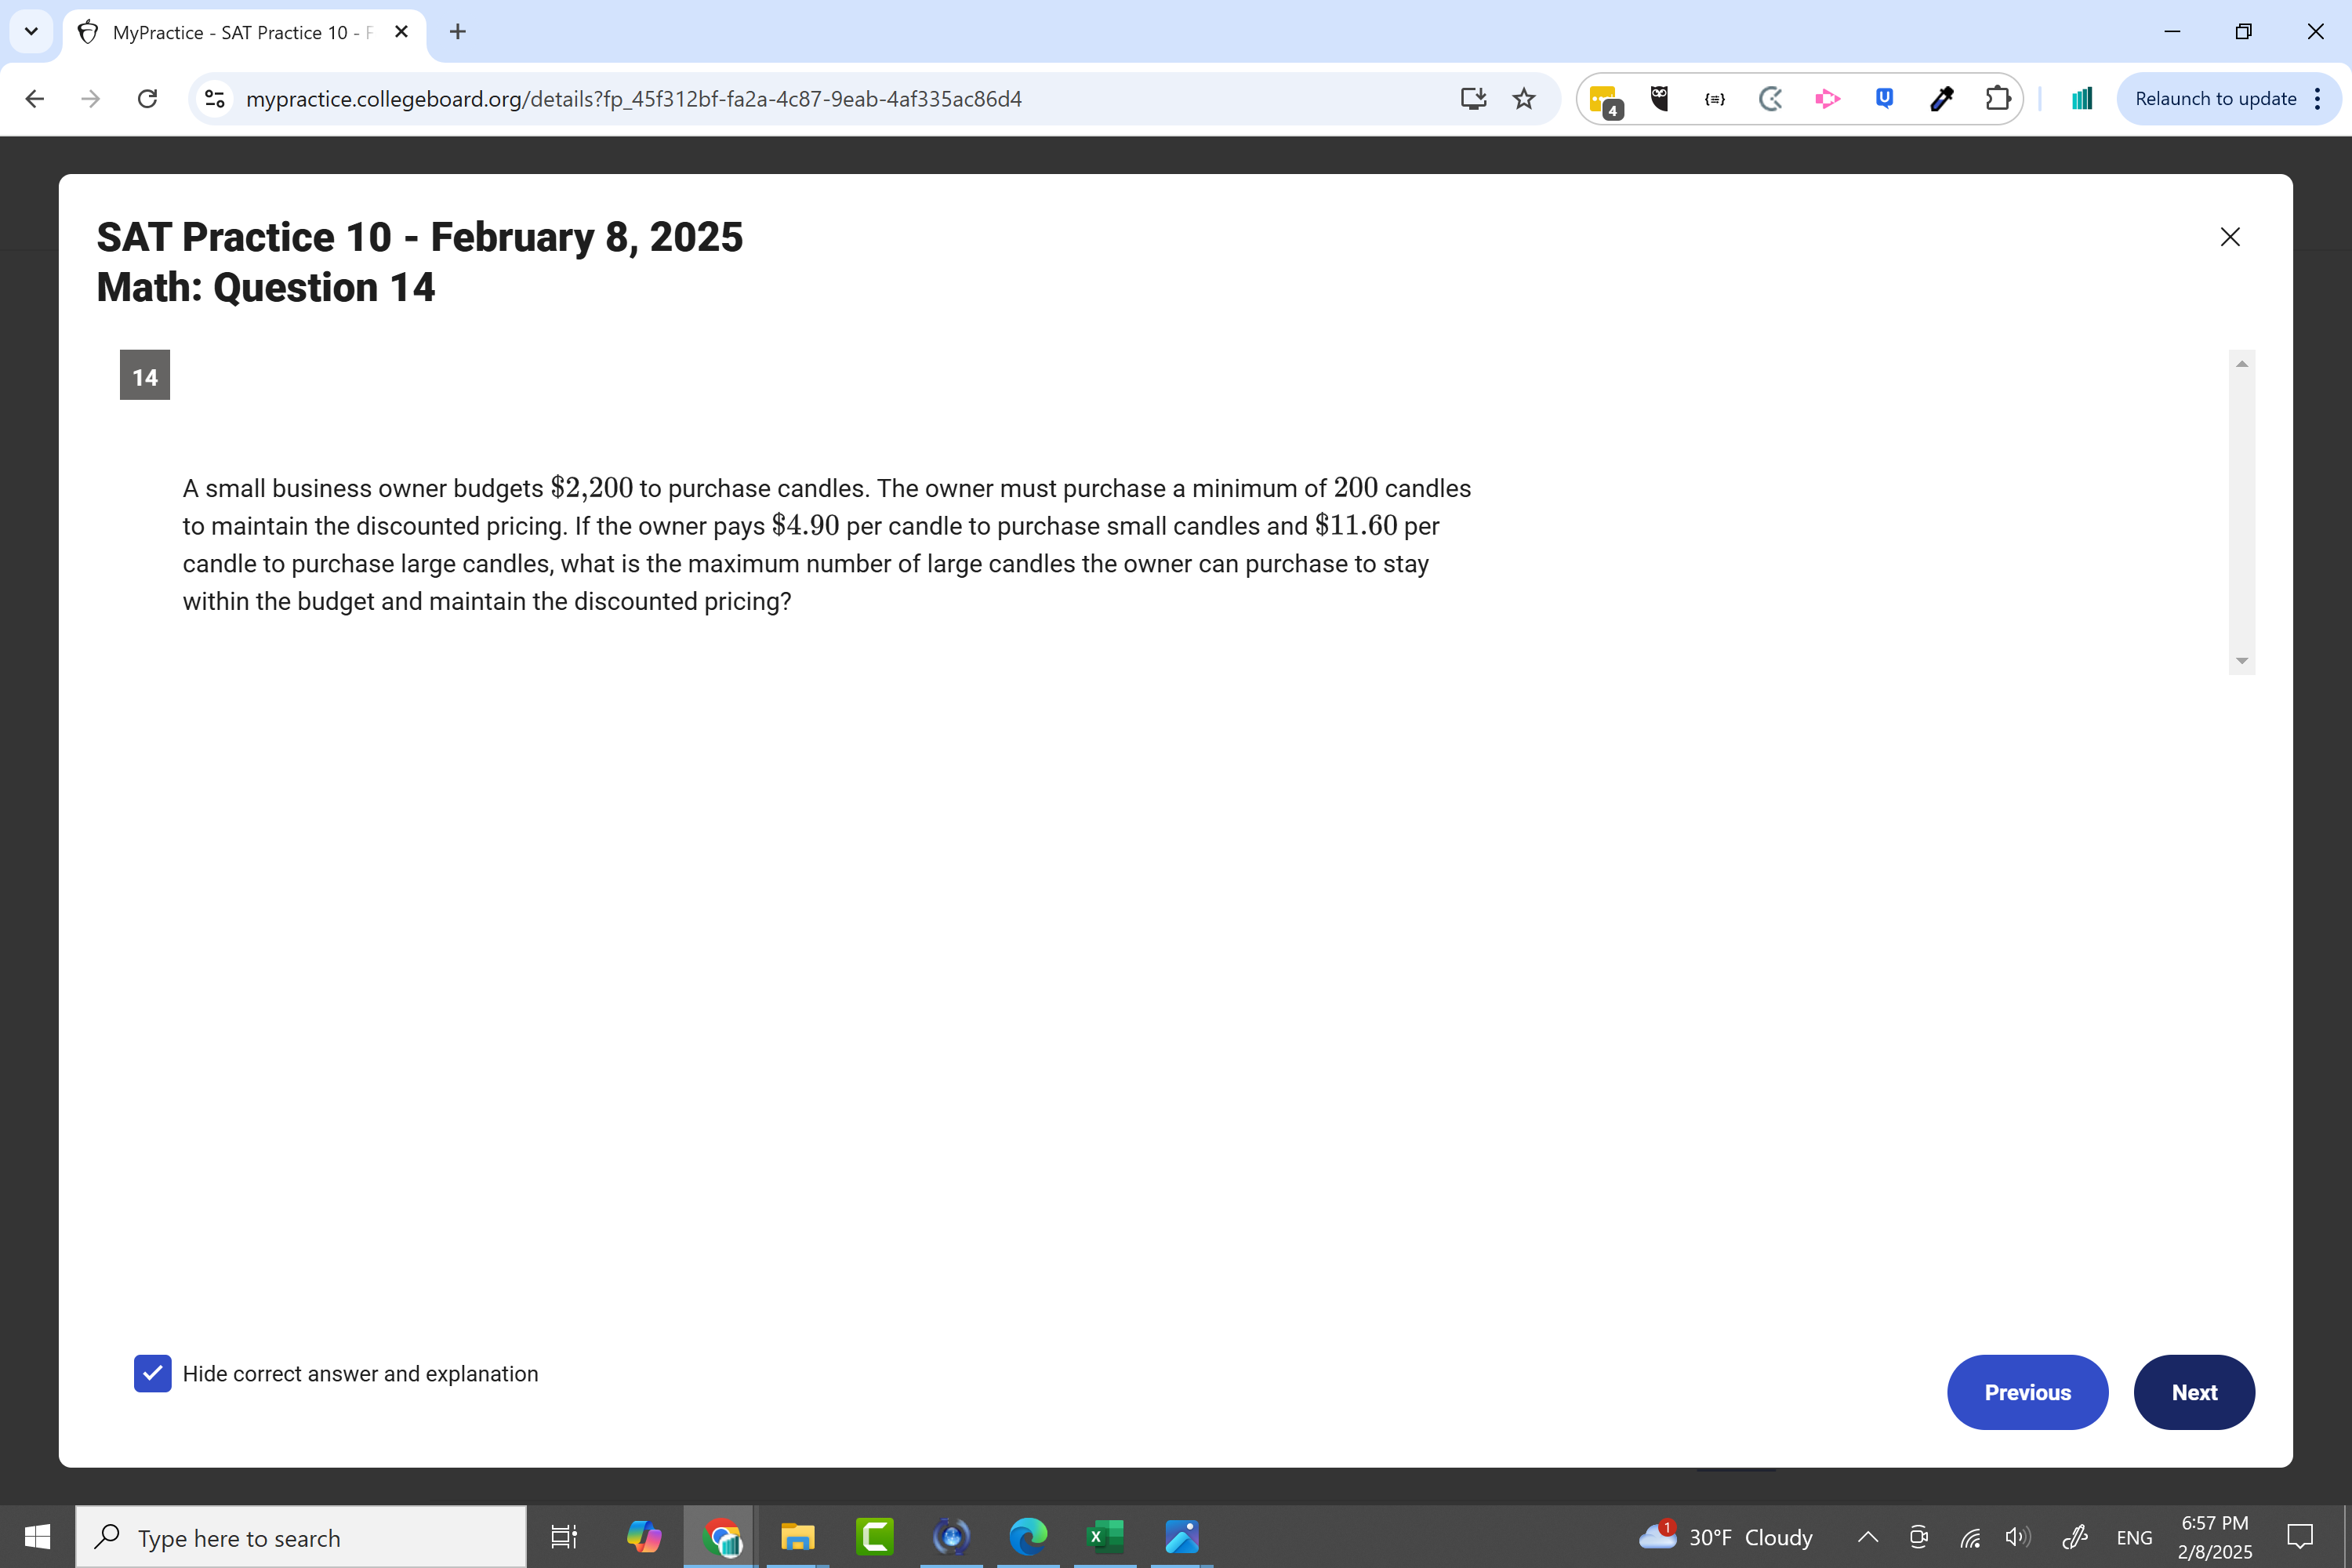 MyPractice - SAT Practice 10 - F
mypractice.collegeboard.org/details?fp_45f312bf-fa2a-4c87-9eab-4af335ac86d4
4
{≡}
U
Relaunch to update
SAT Practice 10 - February 8, 2025
Math: Question 14
14
A small business owner budgets $2,200 to purchase candles. The owner must purchase a minimum of 200 candles
to maintain the discounted pricing. If the owner pays $4.90 per candle to purchase small candles and $11.60 per
candle to purchase large candles, what is the maximum number of large candles the owner can purchase to stay
within the budget and maintain the discounted pricing?
Hide correct answer and explanation
Previous
Next
Type here to search
C
X
1
30°F Cloudy
ENG
6:57 PM
2/8/2025